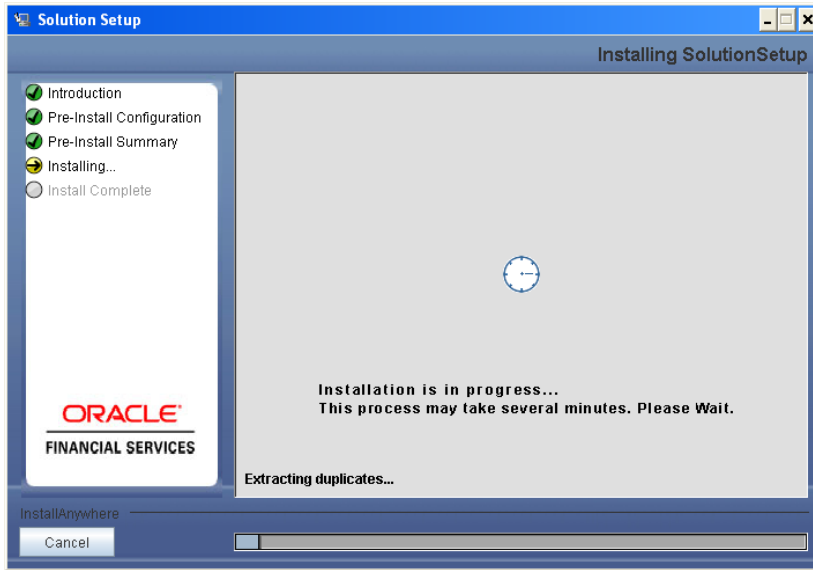 Solution Setup
Installing SolutionSetup
Introduction
Pre-Install Configuration
Pre-Install Summary
Installing...
Install Complete
Installation is in progress...
This process may take several minutes. Please Wait.
ORACLE
FINANCIAL SERVICES
Extracting duplicates...
InstallAnywhere
Cancel